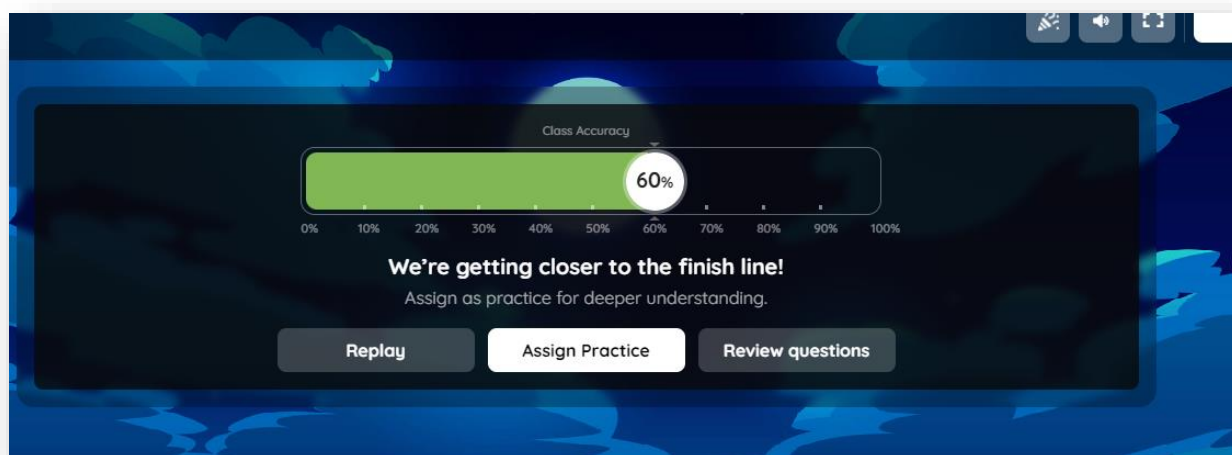 Class Accuracy
60%
0% 10% 20% 30% 40% 50% 60% 70% 80% 90% 100%
We're getting closer to the finish line!
Assign as practice for deeper understanding.
Replay Assign Practice Review questions